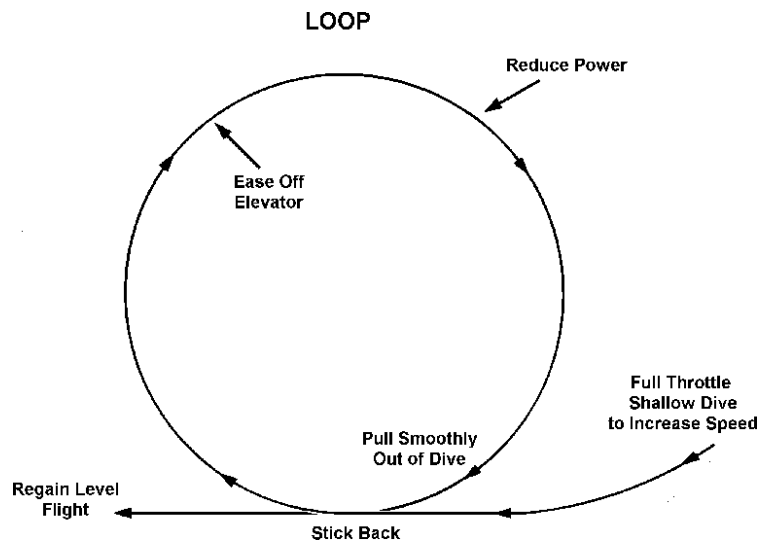 LOOP
Reduce Power
Ease Off
Elevator
Full Throttle
Shallow Dive
to Increase Speed
Pull Smoothly
Out of Dive
Regain Level
Flight
Stick Back